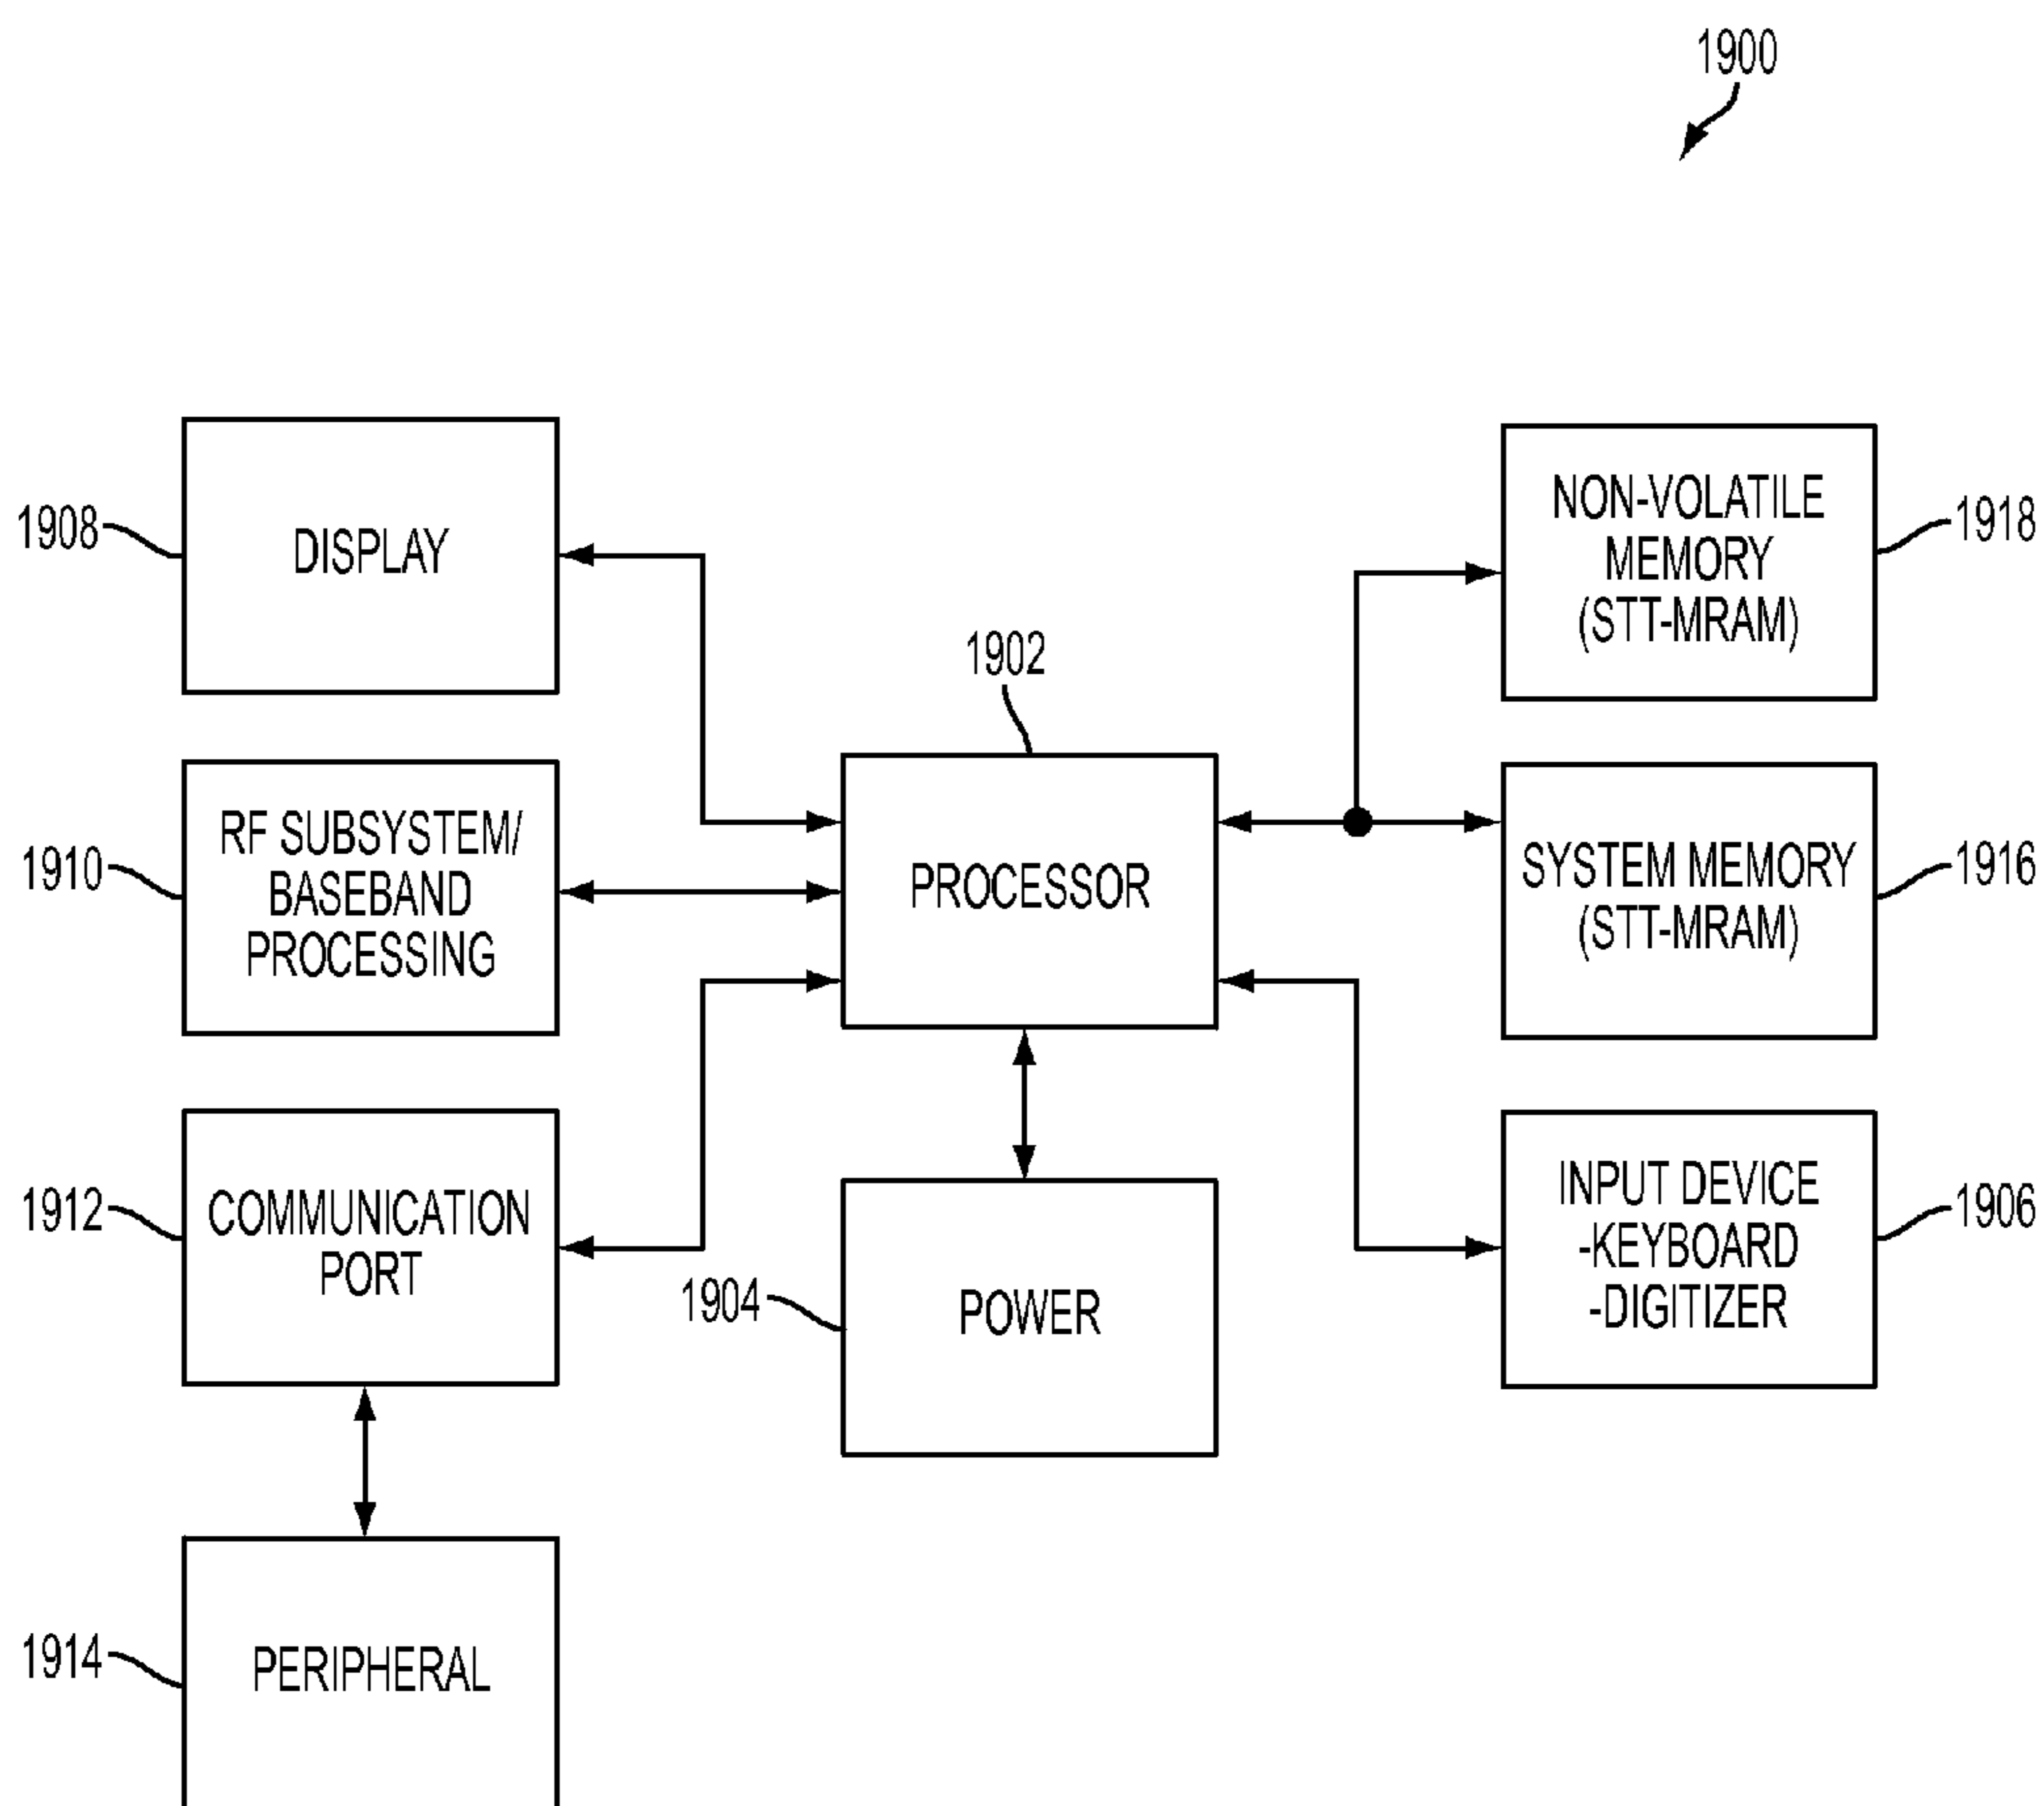 1900
1908
DISPLAY
NON-VOLATILE
MEMORY
(STT-MRAM)
1918
1902
1910
RF SUBSYSTEM/
BASEBAND
PROCESSING
PROCESSOR
SYSTEM MEMORY
(STT-MRAM)
1916
1912
COMMUNICATION
PORT
1904
POWER
INPUT DEVICE
-KEYBOARD
-DIGITIZER
1906
1914
PERIPHERAL